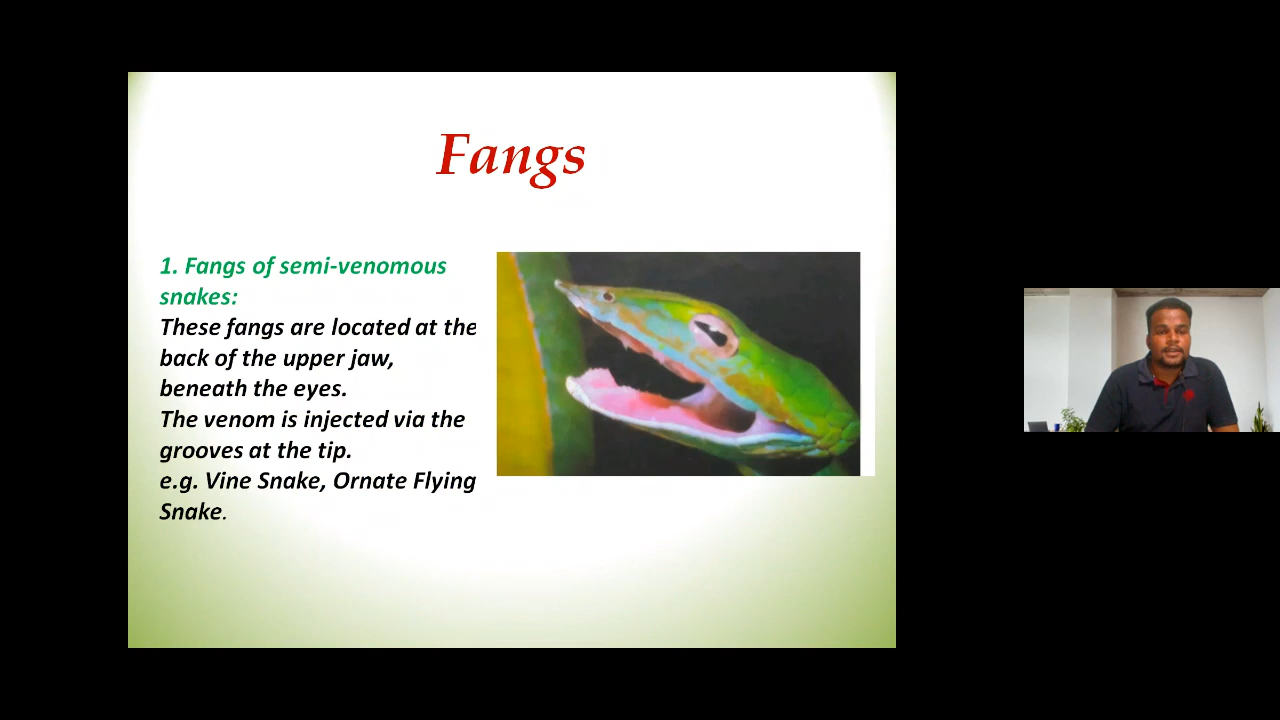 Fangs
1. Fangs of semi-venomous
snakes:
These fangs are located at the
back of the upper jaw,
beneath the eyes.
The venom is injected via the
grooves at the tip.
e.g. Vine Snake, Ornate Flying
Snake.